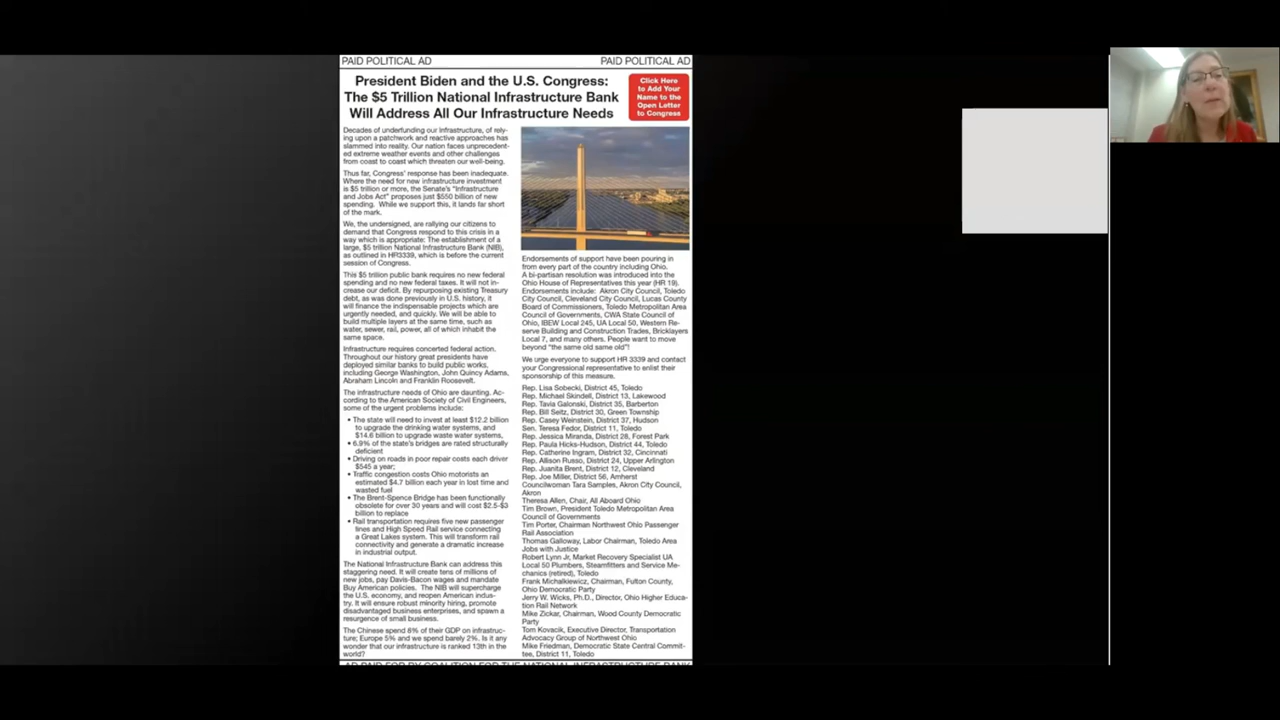 PAID POLITICAL AD
PAID POLITICAL AD
President Biden and the U.S. Congress:
The $5 Trillion National Infrastructure Bank
Will Address All Our Infrastructure Needs
Click Here
to Add Your
Name to the
Open Letter
to Congress
Decades of underfunding our Infrastructure, of rely-
ing upon a patchwork and reactive approaches has
slammed into reality. Our nation faces unprecedent-
ed extreme weather events and other challenges
from coast to coast which threaten our well-being.
Thus far, Congress' response has been inadequate.
Where the need for new infrastructure investment
is $5 trillion or more, the Senate's "Infrastructure
and Jobs Act" proposes just $550 billion of new
spending. While we support this, it lands far short
of the mark.
We, the undersigned, are rallying our citizens to
demand that Congress respond to this crisis in a
way which is appropriate: The establishment of a
large, $5 trillion National Infrastructure Bank (NIB),
as outlined in HR3339, which is before the current
session of Congress.
This $5 trillion public bank requires no new federal
spending and no new federal taxes. It will not in-
crease our deficit. By repurposing existing Treasury
debt, as was done previously in U.S. history, it
will finance the indispensable projects which are
urgently needed, and quickly. We will be able to
build multiple layers at the same time, such as
water, sewer, rail, power, all of which inhabit the
same space.
Infrastructure requires concerted federal action.
Throughout our history great presidents have
deployed similar banks to build public works,
including George Washington, John Quincy Adams,
Abraham Lincoln and Franklin Roosevelt.
The infrastructure needs of Ohio are daunting. Ac-
cording to the American Society of Civil Engineers,
some of the urgent problems include:
• The state will need to invest at least $12.2 billion
to upgrade the drinking water systems, and
$14.6 billion to upgrade waste water systems,
• 6.9% of the state's bridges are rated structurally
deficient
• Driving on roads in poor repair costs each driver
$545 a year;
• Traffic congestion costs Ohio motorists an
estimated $4.7 billion each year in lost time and
wasted fuel
• The Brent-Spence Bridge has been functionally
obsolete for over 30 years and will cost $2.5-$3
billion to replace
• Rail transportation requires five new passenger
lines and High Speed Rail service connecting
a Great Lakes system. This will transform rail
connectivity and generate a dramatic increase
in industrial output.
The National Infrastructure Bank can address this
staggering need. It will create tens of millions of
new jobs, pay Davis-Bacon wages and mandate
Buy American policies. The NIB will supercharge
the U.S. economy, and reopen American indus-
try. It will ensure robust minority hiring, promote
disadvantaged business enterprises, and spawn a
resurgence of small business.
The Chinese spend 8% of their GDP on infrastruc-
ture; Europe 5% and we spend barely 2%. Is it any
wonder that our infrastructure is ranked 13th in the
world?
Endorsements of support have been pouring in
from every part of the country including Ohio.
A bi-partisan resolution was introduced into the
Ohio House of Representatives this year (HR 19).
Endorsements include: Akron City Council, Toledo
City Council, Cleveland City Council, Lucas County
Board of Commissioners, Toledo Metropolitan Area
Council of Governments, CWA State Council of
Ohio, IBEW Local 245, UA Local 50, Western Re-
serve Building and Construction Trades, Bricklayers
Local 7, and many others. People want to move
beyond "the same old same old"!
We urge everyone to support HR 3339 and contact
your Congressional representative to enlist their
sponsorship of this measure.
Rep. Lisa Sobecki, District 45, Toledo
Rep. Michael Skindell, District 13, Lakewood
Rep. Tavia Galonski, District 35, Barberton
Rep. Bill Seitz, District 30, Green Township
Rep. Casey Weinstein, District 37, Hudson
Sen. Teresa Fedor, District 11, Toledo
Rep. Jessica Miranda, District 28, Forest Park
Rep. Paula Hicks-Hudson, District 44, Toledo
Rep. Catherine Ingram, District 32, Cincinnati
Rep. Allison Russo, District 24, Upper Arlington
Rep. Juanita Brent, District 12, Cleveland
Rep. Joe Miller, District 56, Amherst
Councilwoman Tara Samples, Akron City Council,
Akron
Theresa Allen, Chair, All Aboard Ohio
Tim Brown, President Toledo Metropolitan Area
Council of Governments
Tim Porter, Chairman Northwest Ohio Passenger
Rail Association
Thomas Galloway, Labor Chairman, Toledo Area
Jobs with Justice
Robert Lynn Jr, Market Recovery Specialist UA
Local 50 Plumbers, Steamfitters and Service Me-
chanics (retired), Toledo
Frank Michalkiewicz, Chairman, Fulton County,
Ohio Democratic Party
Jerry W. Wicks, Ph.D., Director, Ohio Higher Educa-
tion Rail Network
Mike Zickar, Chairman, Wood County Democratic
Party
Tom Kovacik, Executive Director, Transportation
Advocacy Group of Northwest Ohio
Mike Friedman, Democratic State Central Commit-
tee, District 11, Toledo
AD PAID FOR BY COALITION FOR THE NATIONAL INFRASTRUCTURE BANK